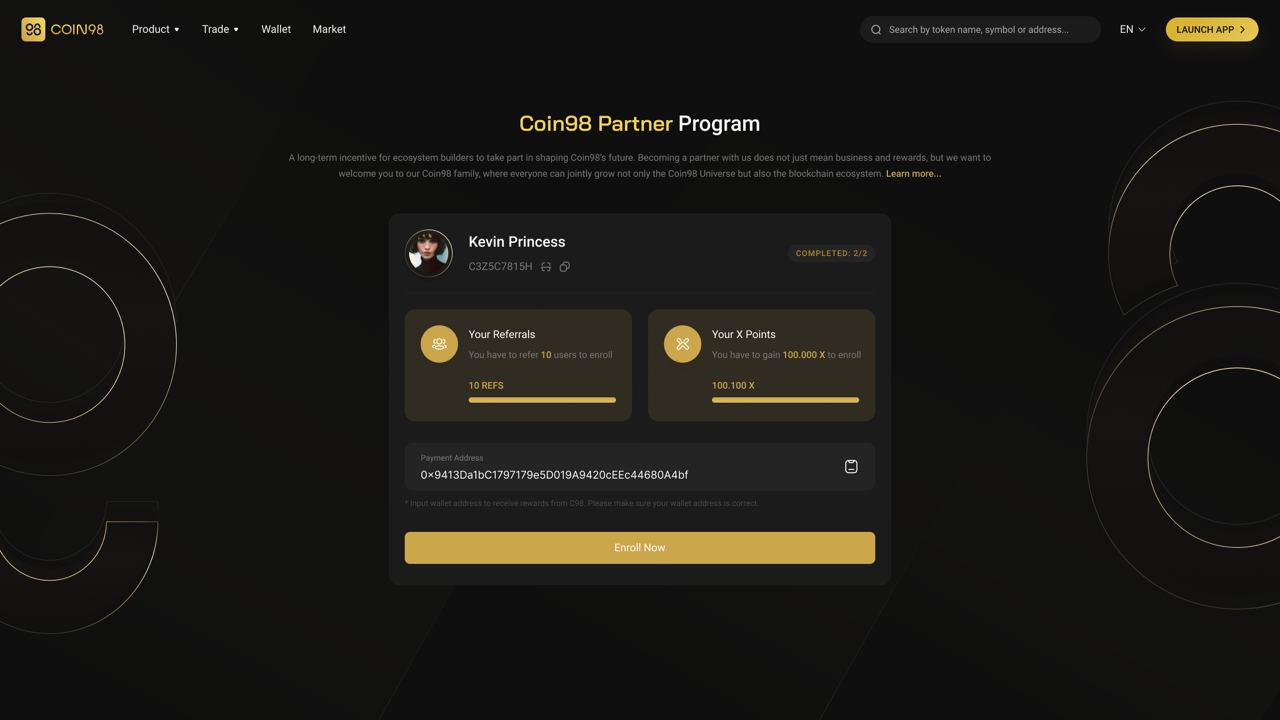 98 COIN98 Product Trade Wallet Market Search by token name, symbol or address... EN LAUNCH APP
Coin98 Partner Program
A long-term incentive for ecosystem builders to take part in shaping Coin98's future. Becoming a partner with us does not just mean business and rewards, but we want to
welcome you to our Coin98 family, where everyone can jointly grow not only the Coin98 Universe but also the blockchain ecosystem. Learn more...
Kevin Princess
C3Z5C7815H
COMPLETED: 2/2
Your Referrals
You have to refer 10 users to enroll
10 REFS
Your X Points
You have to gain 100.000 X to enroll
100.100 X
Payment Address
0×9413Da1bC1797179e5D019A9420cEEc44680A4bf
* Input wallet address to receive rewards from C98. Please make sure your wallet address is correct.
Enroll Now